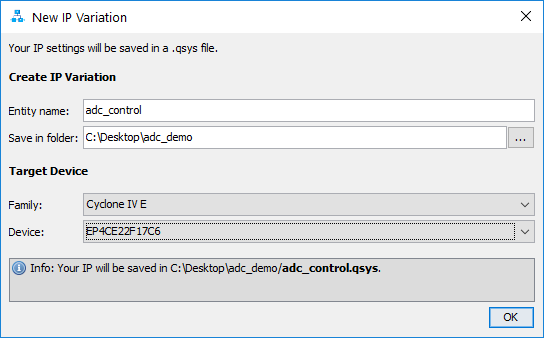 New IP Variation
Your IP settings will be saved in a .qsys file.
Create IP Variation
Entity name: adc_control
Save in folder: C:\Desktop\adc_demo ...
Target Device
Family: Cyclone IV E
Device: EP4CE22F17C6
Info: Your IP will be saved in C:\Desktop\adc_demo/adc_control.qsys.
OK